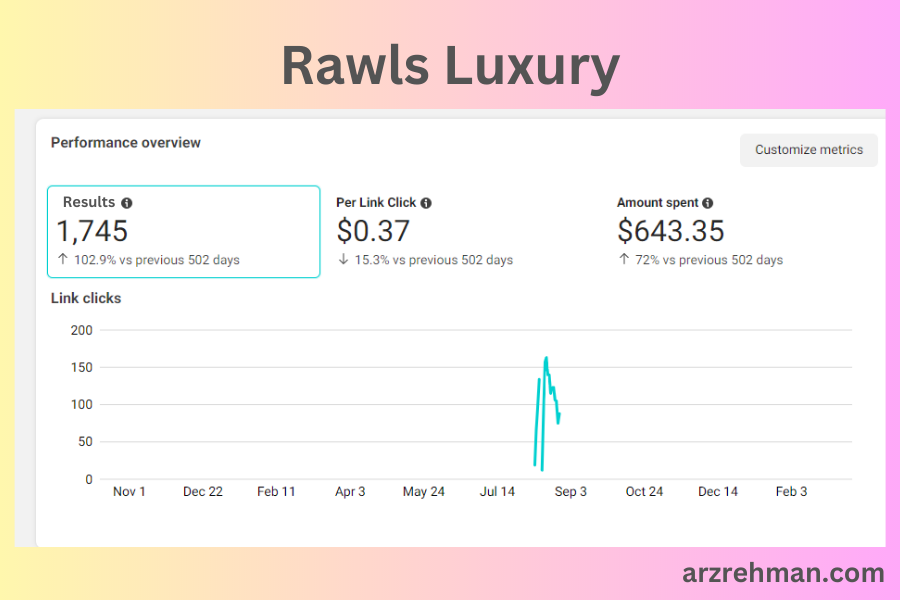 Rawls Luxury
Performance overview
Customize metrics
Results
1,745
↑ 102.9% vs previous 502 days
Per Link Click
$0.37
↓ 15.3% vs previous 502 days
Amount spent
$643.35
↑ 72% vs previous 502 days
Link clicks
200
150
100
50
0
Nov 1 Dec 22 Feb 11 Apr 3 May 24 Jul 14 Sep 3 Oct 24 Dec 14 Feb 3
arzrehman.com